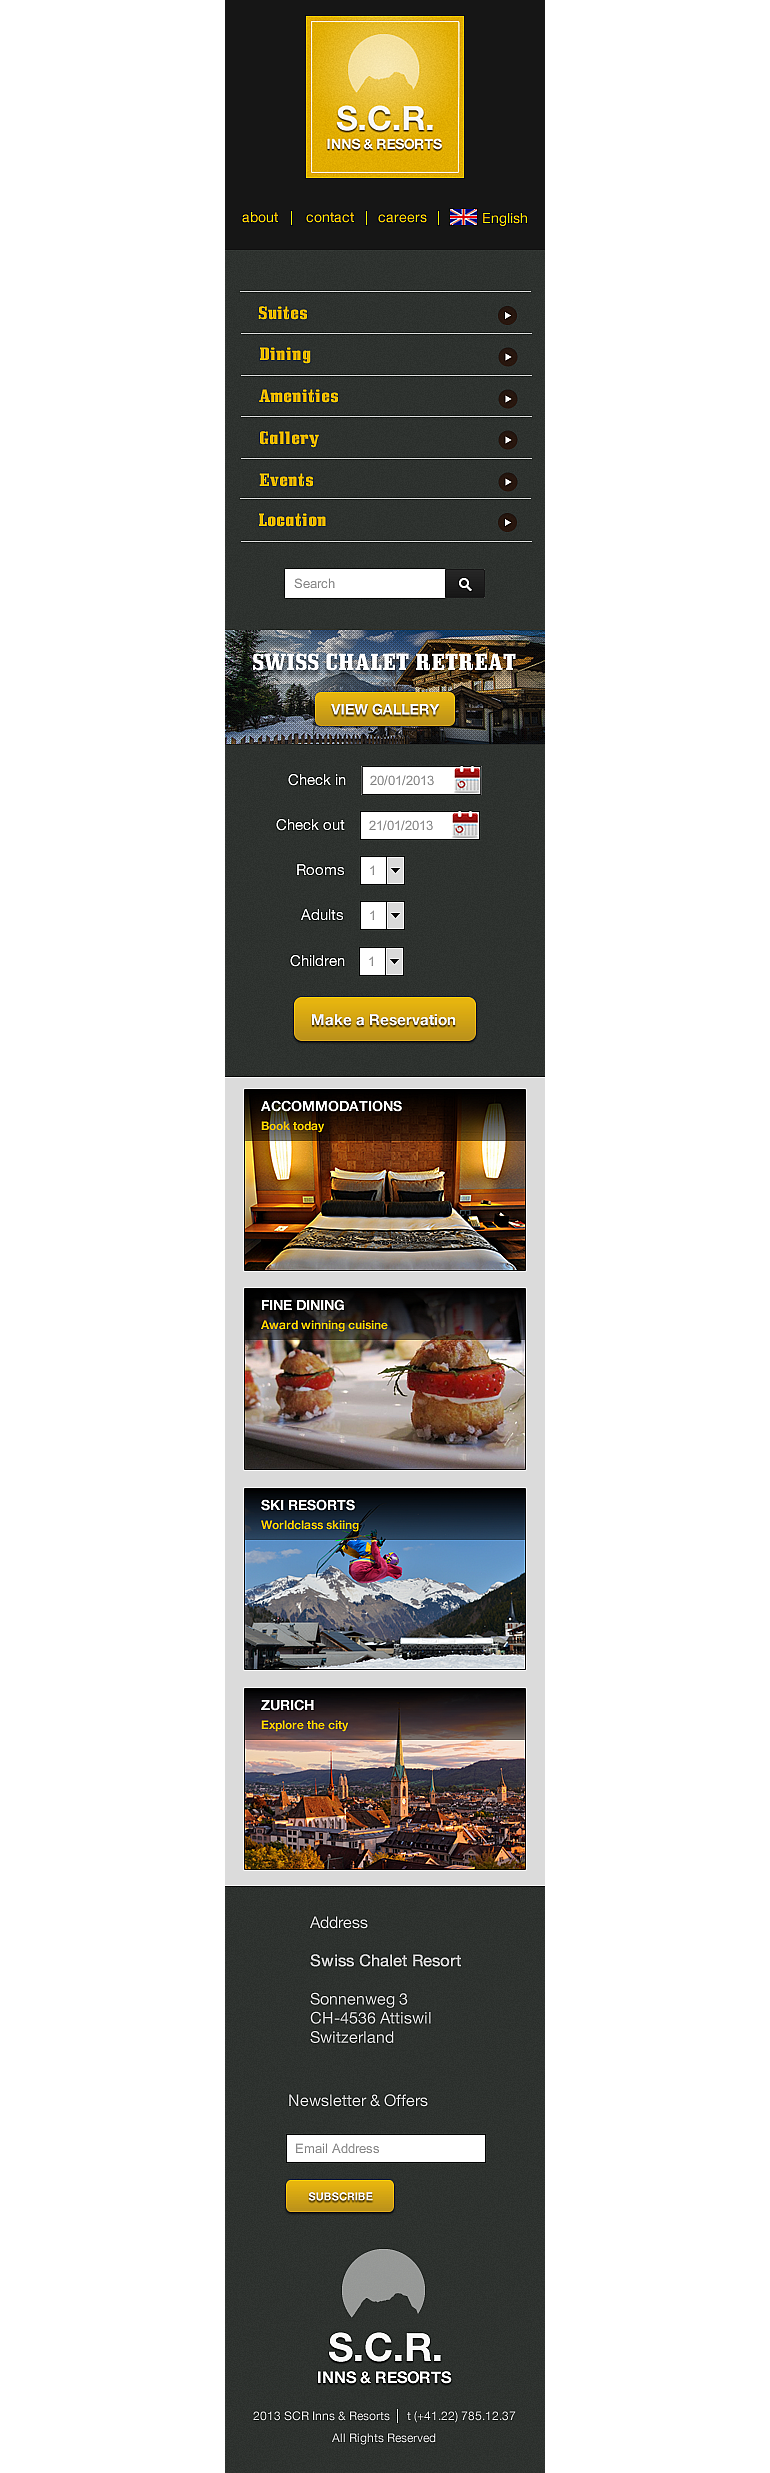 S.C.R.
INNS & RESORTS
about | contact | careers | English
Suites
Dining
Amenities
Gallery
Events
Location
Search
SWISS CHALET RETREAT
VIEW GALLERY
Check in 20/01/2013
Check out 21/01/2013
Rooms 1
Adults 1
Children 1
Make a Reservation
ACCOMMODATIONS
Book today
FINE DINING
Award winning cuisine
SKI RESORTS
Worldclass skiing
ZURICH
Explore the city
Address
Swiss Chalet Resort
Sonnenweg 3
CH-4536 Attiswil
Switzerland
Newsletter & Offers
Email Address
SUBSCRIBE
S.C.R.
INNS & RESORTS
2013 SCR Inns & Resorts | t (+41.22) 785.12.37
All Rights Reserved